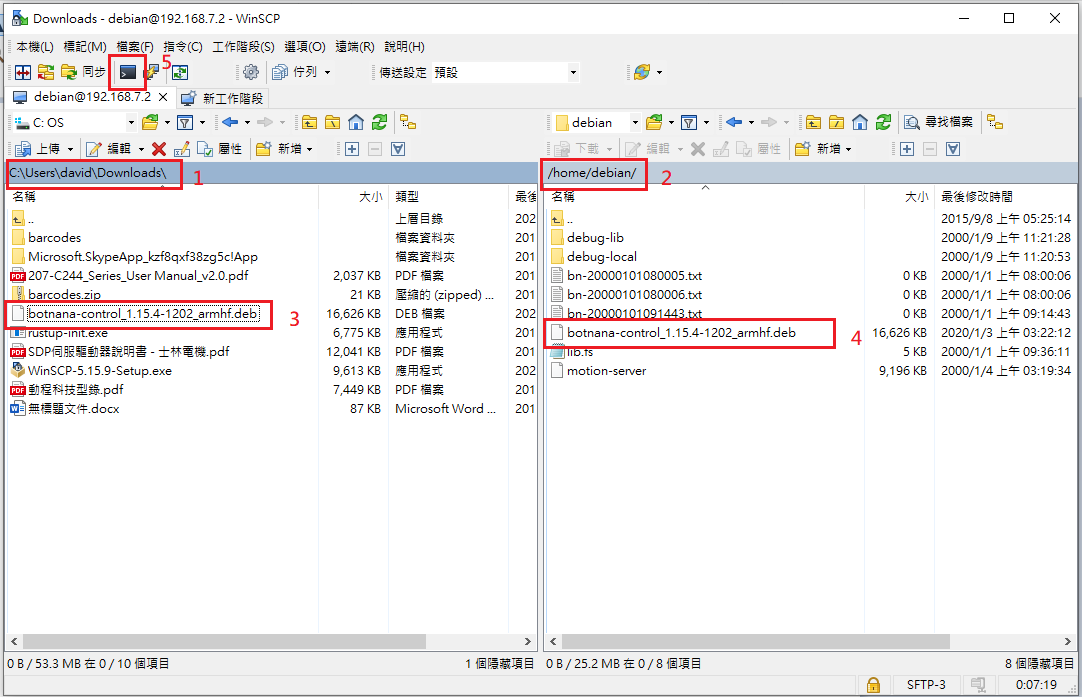 Downloads - debian@192.168.7.2 - WinSCP
本機(L) 標記(M) 檔案(F) 指令(C) 工作階段(S) 選項(O) 遠端(R) 說明(H)
同步 5 佇列 傳送設定 預設
debian@192.168.7.2 新工作階段
C: OS
debian 尋找檔案
上傳 編輯 屬性 新增
下載 編輯 屬性 新增
C:\Users\david\Downloads\ 1
/home/debian/ 2
名稱 大小 類型 最後
.. 上層目錄 202
barcodes 檔案資料夾 201
Microsoft.SkypeApp_kzf8qxf38zg5c!App 檔案資料夾 201
207-C244_Series_User Manual_v2.0.pdf 2,037 KB PDF 檔案 201
barcodes.zip 21 KB 壓縮的 (zipped) ... 201
botnana-control_1.15.4-1202_armhf.deb 3 16,626 KB DEB 檔案 202
rustup-init.exe 6,775 KB 應用程式 201
SDP伺服驅動器說明書 - 士林電機.pdf 12,041 KB PDF 檔案 201
WinSCP-5.15.9-Setup.exe 9,613 KB 應用程式 202
動程科技型錄.pdf 7,449 KB PDF 檔案 201
無標題文件.docx 87 KB Microsoft Word ... 201
名稱 大小 最後修改時間
.. 2015/9/8 上午 05:25:14
debug-lib 2000/1/9 上午 11:21:28
debug-local 2000/1/9 上午 11:20:53
bn-20000101080005.txt 0 KB 2000/1/1 上午 08:00:06
bn-20000101080006.txt 0 KB 2000/1/1 上午 08:00:06
bn-20000101091443.txt 0 KB 2000/1/1 上午 09:14:43
botnana-control_1.15.4-1202_armhf.deb 4 16,626 KB 2020/1/3 上午 03:22:12
lib.fs 5 KB 2000/1/1 上午 09:36:11
motion-server 9,196 KB 2000/1/4 上午 03:19:34
0 B / 53.3 MB 在 0 / 10 個項目 1 個隱藏項目
0 B / 25.2 MB 在 0 / 8 個項目 8 個隱藏項目
SFTP-3 0:07:19